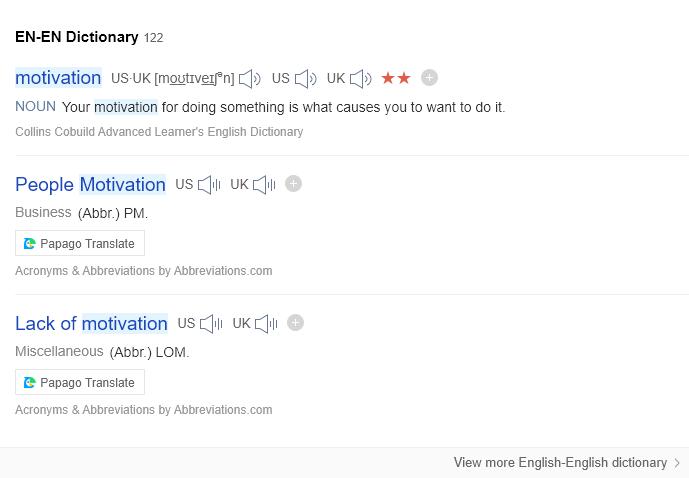 EN-EN Dictionary 122
motivation US·UK [moʊtɪveɪʃᵊn] US UK ★★
NOUN Your motivation for doing something is what causes you to want to do it.
Collins Cobuild Advanced Learner's English Dictionary
People Motivation US UK
Business (Abbr.) PM.
Papago Translate
Acronyms & Abbreviations by Abbreviations.com
Lack of motivation US UK
Miscellaneous (Abbr.) LOM.
Papago Translate
Acronyms & Abbreviations by Abbreviations.com
View more English-English dictionary